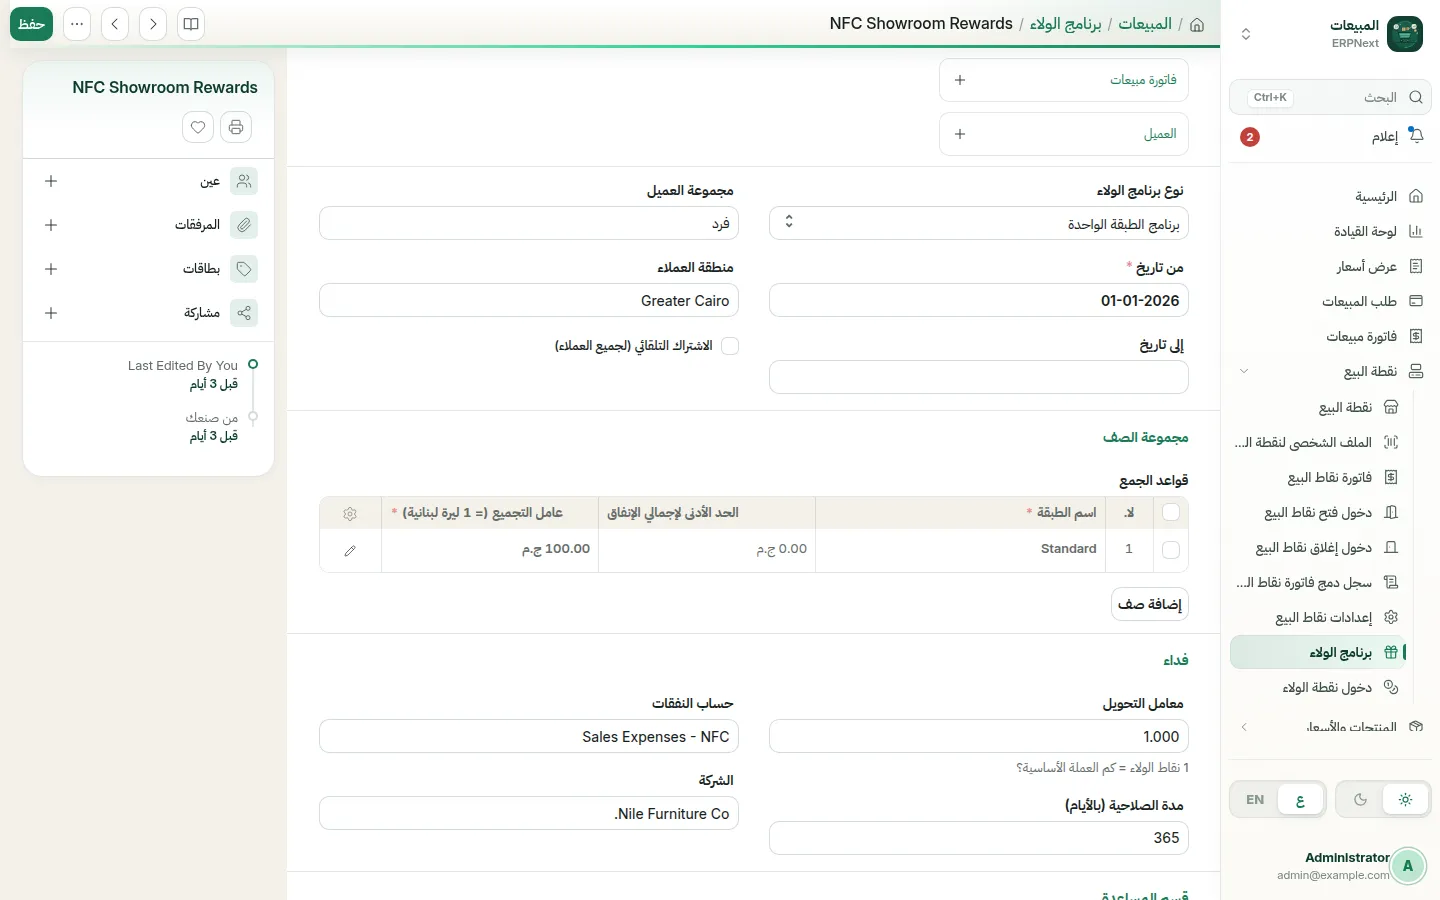 المبيعات
ERPNext
البحث
Ctrl+K
إعلام
2
الرئيسية
لوحة القيادة
عرض أسعار
طلب المبيعات
فاتورة مبيعات
نقطة البيع
نقطة البيع
الملف الشخصي لنقطة الـ...
فاتورة نقاط البيع
دخول فتح نقاط البيع
دخول إغلاق نقاط البيع
سجل دمج فاتورة نقاط الـ...
إعدادات نقاط البيع
برنامج الولاء
دخول نقطة الولاء
المنتجات والأسعار
EN
ع
Administrator
admin@example.com
A
المبيعات / برنامج الولاء / NFC Showroom Rewards
حفظ
فاتورة مبيعات
العميل
نوع برنامج الولاء
برنامج الطبقة الواحدة
مجموعة العميل
فرد
من تاريخ *
01-01-2026
منطقة العملاء
Greater Cairo
إلى تاريخ
الاشتراك التلقائي (لجميع العملاء)
مجموعة الصف
قواعد الجمع
لا.
اسم الطبقة *
الحد الأدنى لإجمالي الإنفاق
عامل التجميع (= 1 ليرة لبنانية) *
1
Standard
0.00 ج.م
100.00 ج.م
إضافة صف
فداء
معامل التحويل
1.000
1 نقاط الولاء = كم العملة الأساسية؟
حساب النفقات
Sales Expenses - NFC
الشركة
Nile Furniture Co.
مدة الصلاحية (بالأيام)
365
قسم المساعدة
NFC Showroom Rewards
عين
المرفقات
بطاقات
مشاركة
Last Edited By You
قبل 3 أيام
من صنعك
قبل 3 أيام